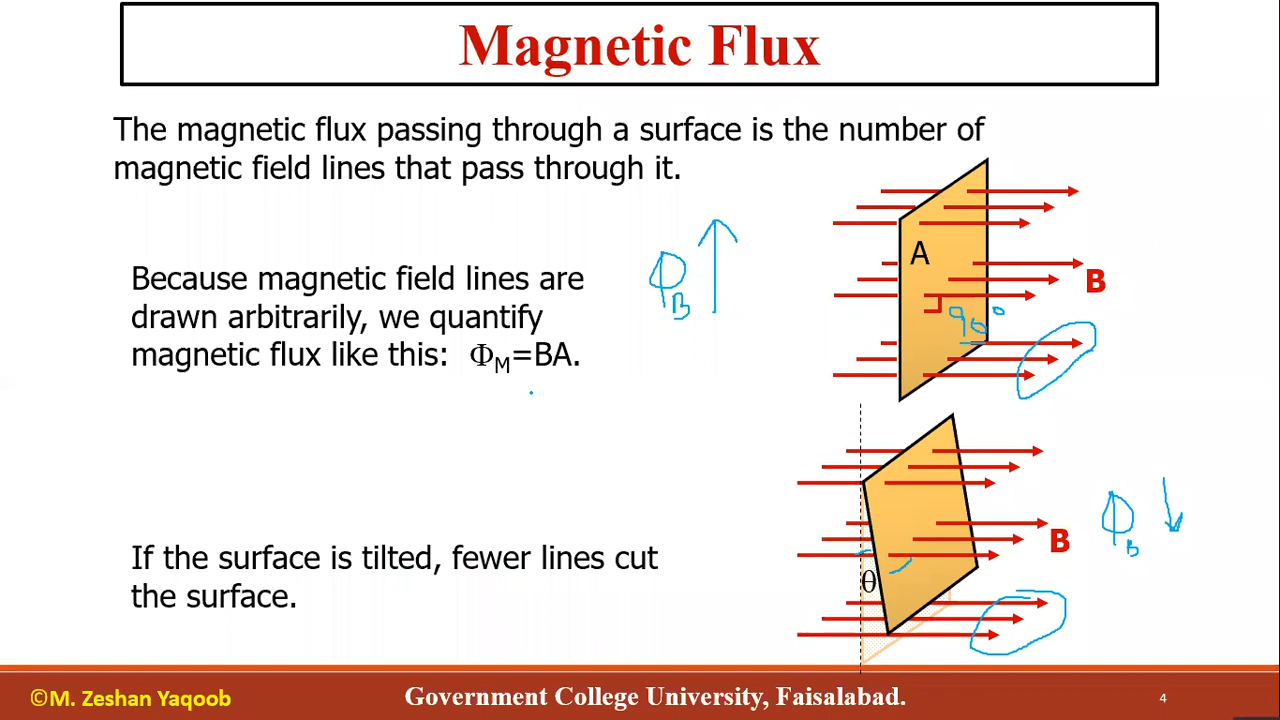 Magnetic Flux
The magnetic flux passing through a surface is the number of
magnetic field lines that pass through it.
A
B
90°
Φ
B
Because magnetic field lines are
drawn arbitrarily, we quantify
magnetic flux like this: ΦM=BA.
B
Φ
B
θ
If the surface is tilted, fewer lines cut
the surface.
©M. Zeshan Yaqoob
Government College University, Faisalabad.
4